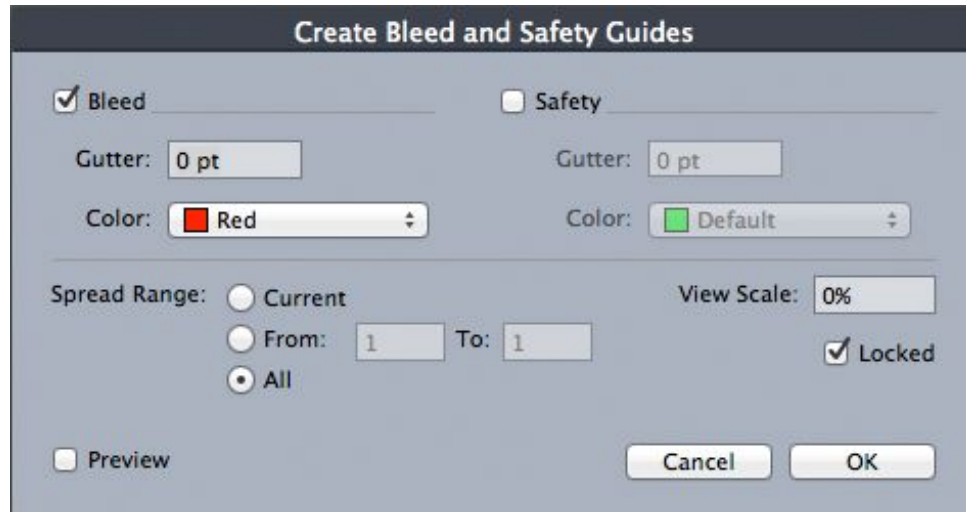 Create Bleed and Safety Guides
Bleed
Safety
Gutter: 0 pt
Gutter: 0 pt
Color: Red
Color: Default
Spread Range:
Current
View Scale: 0%
From: 1 To: 1
Locked
All
Preview
Cancel
OK